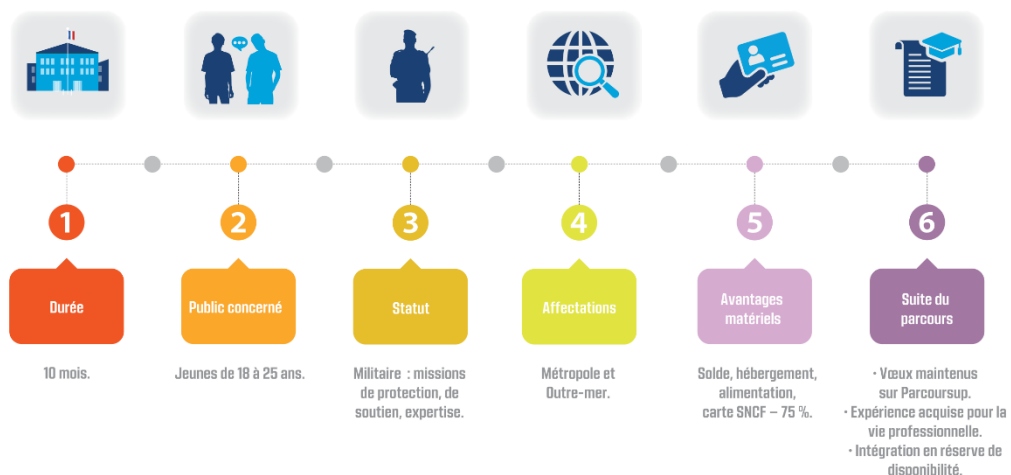 1
Durée
10 mois.
2
Public concerné
Jeunes de 18 à 25 ans.
3
Statut
Militaire : missions
de protection, de
soutien, expertise.
4
Affectations
Métropole et
Outre-mer.
5
Avantages
matériels
Solde, hébergement,
alimentation,
carte SNCF – 75 %.
6
Suite du
parcours
• Vœux maintenus
sur Parcoursup.
• Expérience acquise pour la
vie professionnelle.
• Intégration en réserve de
disponibilité.